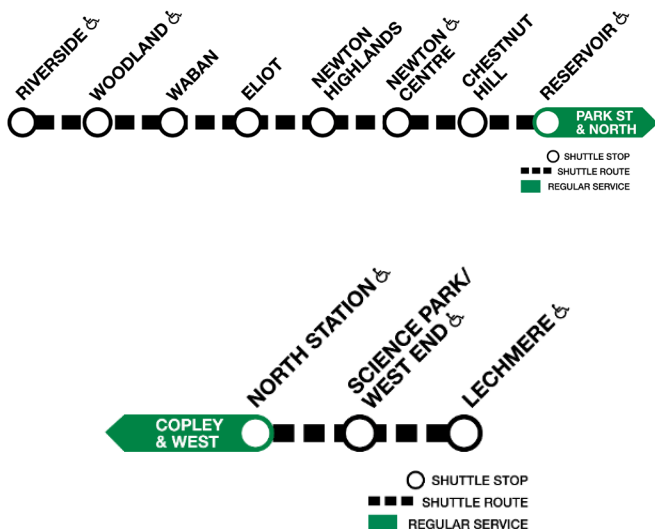 RIVERSIDE
WOODLAND
WABAN
ELIOT
NEWTON
HIGHLANDS
NEWTON
CENTRE
CHESTNUT
HILL
RESERVOIR
PARK ST
& NORTH
SHUTTLE STOP
SHUTTLE ROUTE
REGULAR SERVICE
NORTH STATION
SCIENCE PARK/
WEST END
LECHMERE
COPLEY
& WEST
SHUTTLE STOP
SHUTTLE ROUTE
REGULAR SERVICE